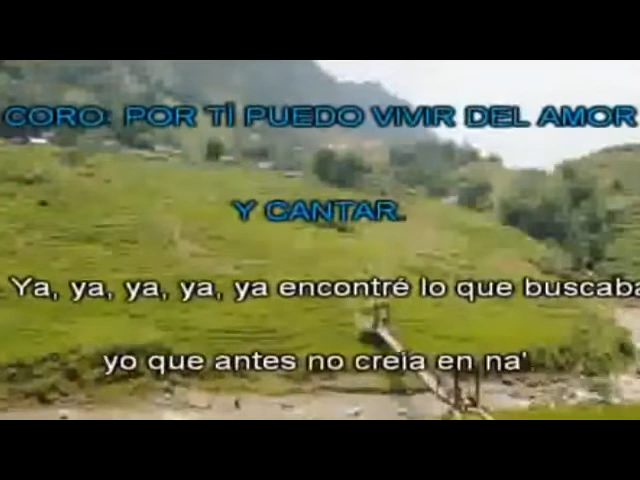 CORO: POR TÍ PUEDO VIVIR DEL AMOR
Y CANTAR.
Ya, ya, ya, ya, ya encontré lo que buscaba
yo que antes no creía en na'